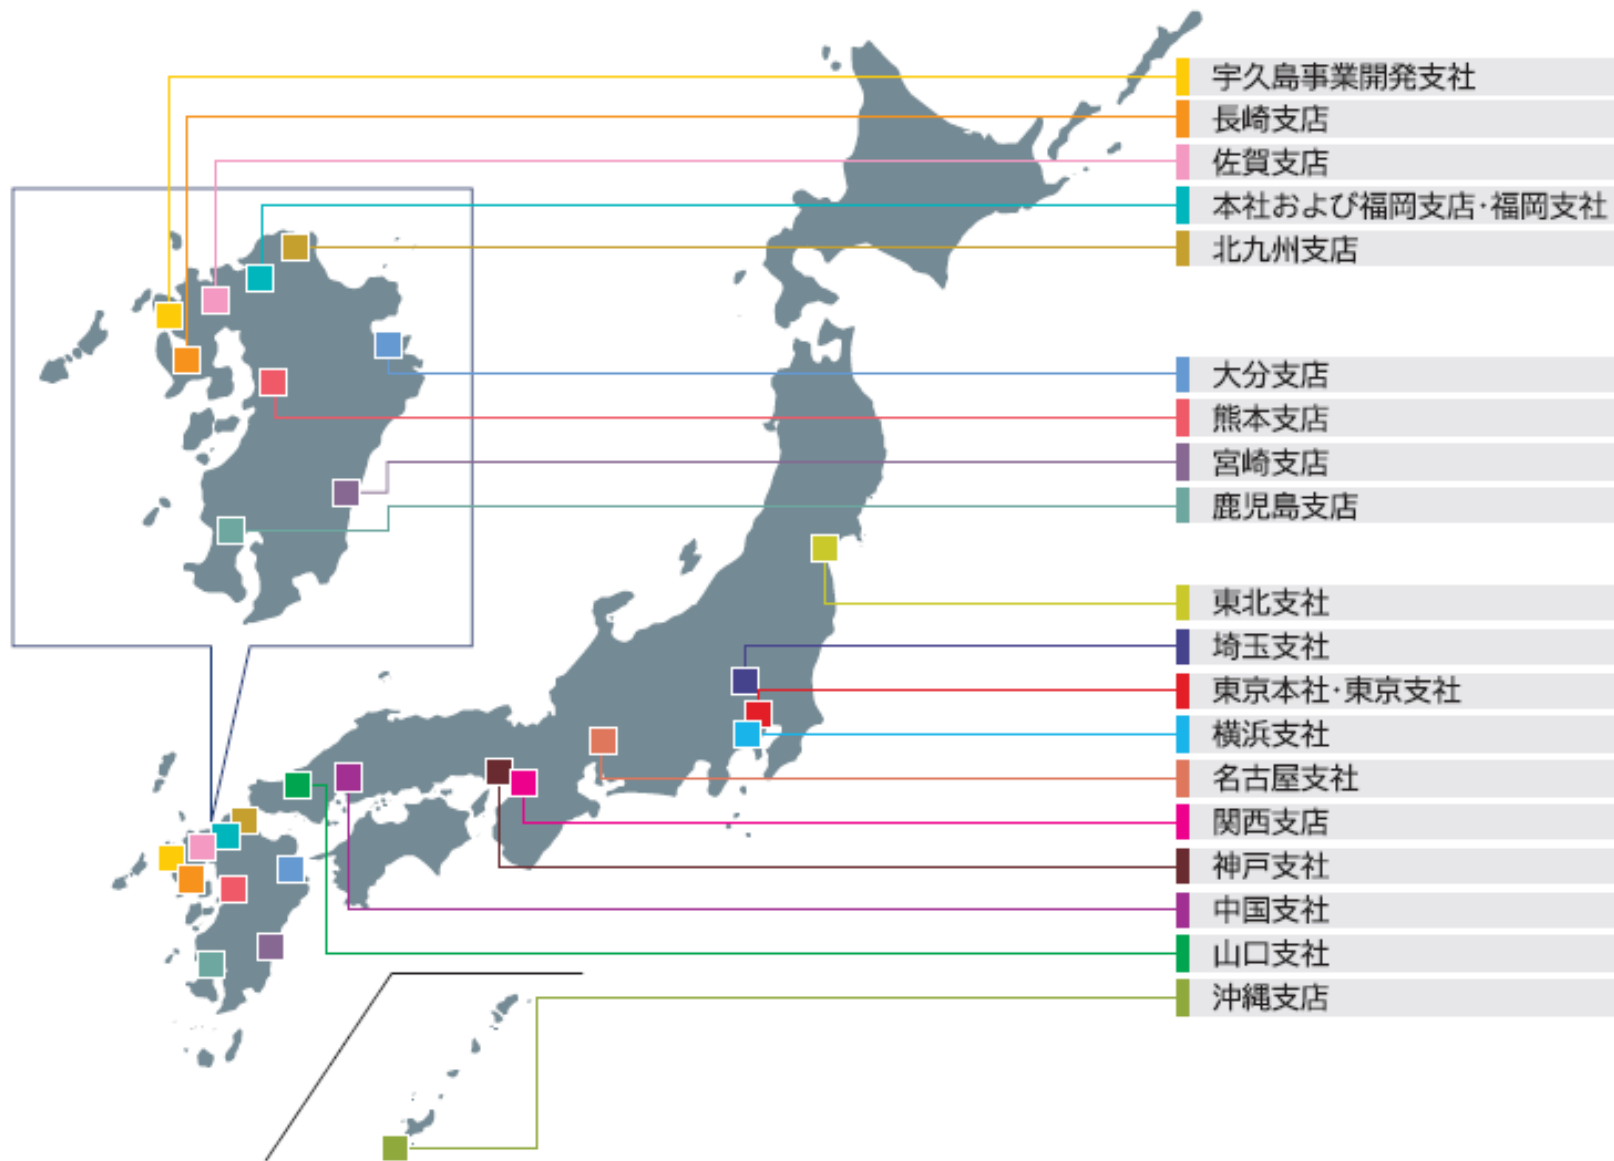 宇久島事業開発支社
長崎支店
佐賀支店
本社および福岡支店・福岡支社
北九州支店
大分支店
熊本支店
宮崎支店
鹿児島支店
東北支社
埼玉支社
東京本社・東京支社
横浜支社
名古屋支社
関西支店
神戸支社
中国支社
山口支社
沖縄支店